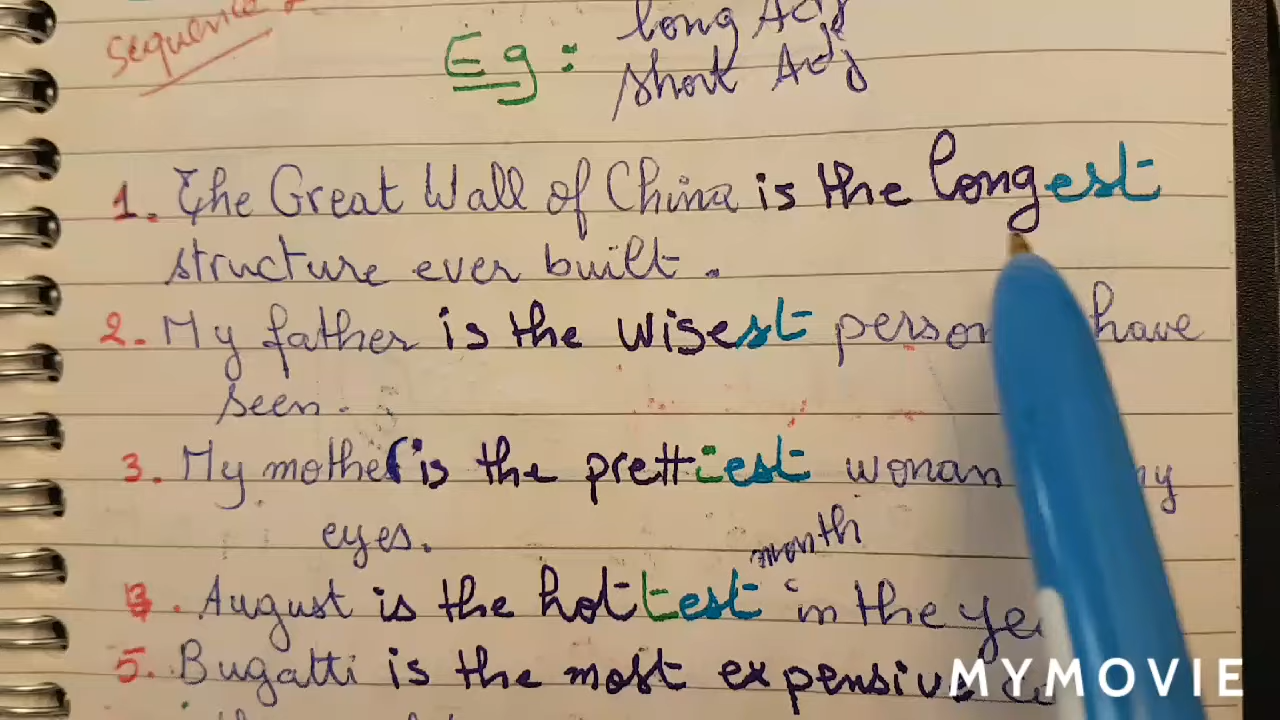 sequence
long Adj
Eg: short Adj
1. The Great Wall of China is the longest
structure ever built.
2. My father is the wisest person have
seen.
3. My mother is the prettiest woman my
eyes.
month
4. August is the hottest in the
5. Bugatti is the most expensive
MYMOVIE